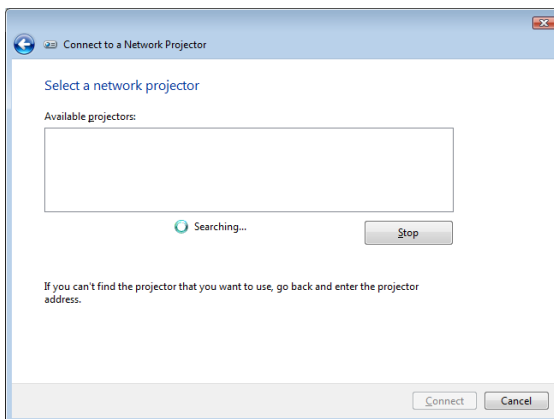 Connect to a Network Projector
Select a network projector
Available projectors:
Searching...
Stop
If you can't find the projector that you want to use, go back and enter the projector
address.
Connect
Cancel